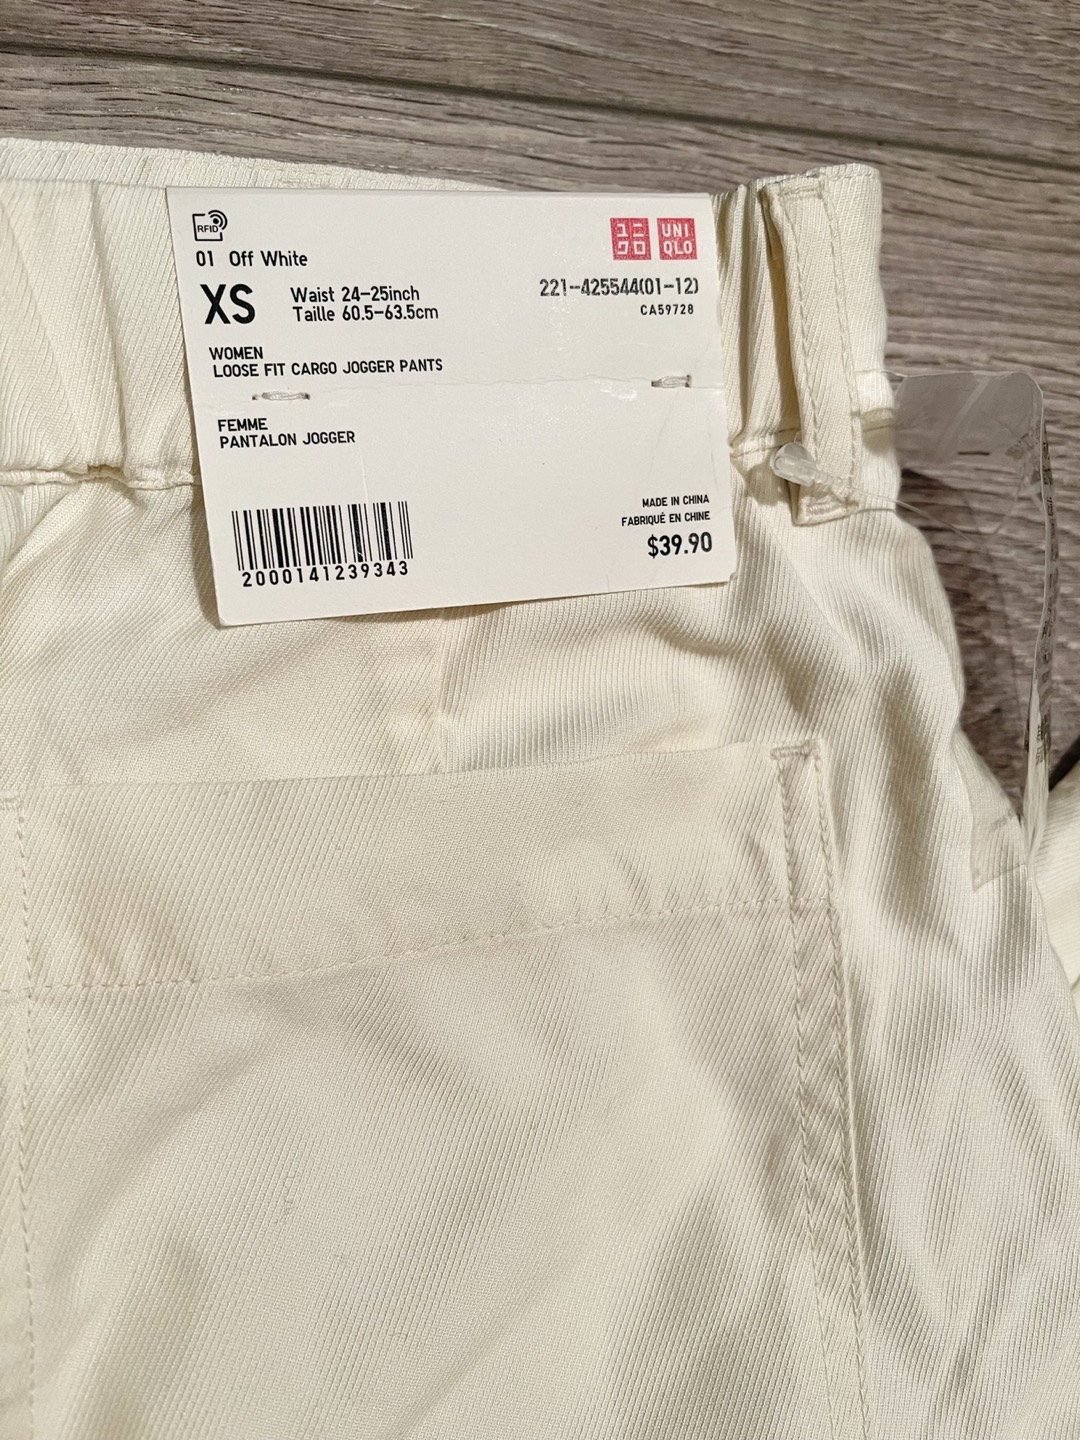 RFID
ユニ
クロ
UNI
QLO
01 Off White
XS
Waist 24-25inch
Taille 60.5-63.5cm
221-425544(01-12)
CA59728
WOMEN
LOOSE FIT CARGO JOGGER PANTS
FEMME
PANTALON JOGGER
MADE IN CHINA
FABRIQUÉ EN CHINE
$39.90
2000141239343